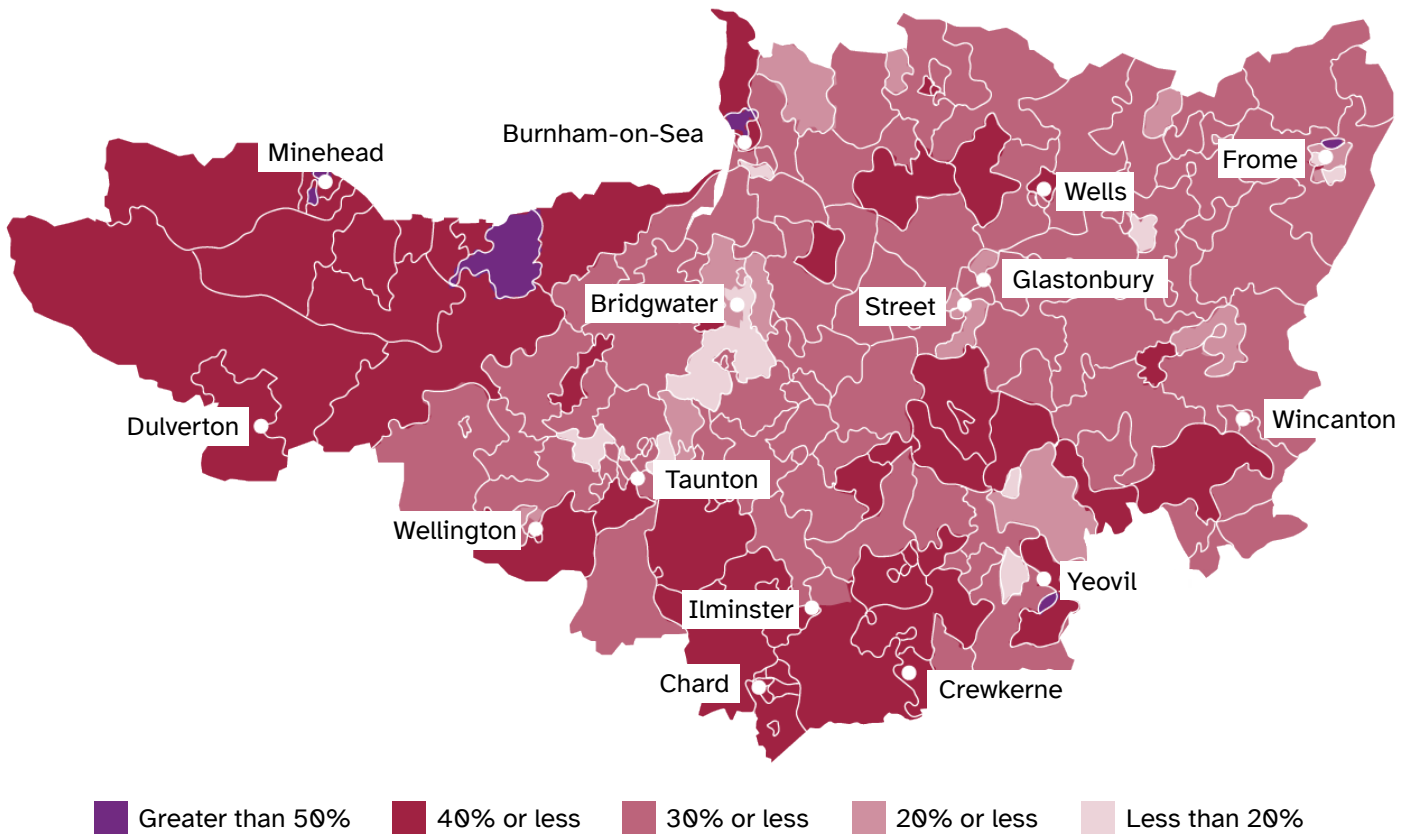 Burnham-on-Sea
Minehead
Frome
Wells
Glastonbury
Bridgwater
Street
Dulverton
Wincanton
Taunton
Wellington
Yeovil
Ilminster
Chard
Crewkerne
Greater than 50%
40% or less
30% or less
20% or less
Less than 20%